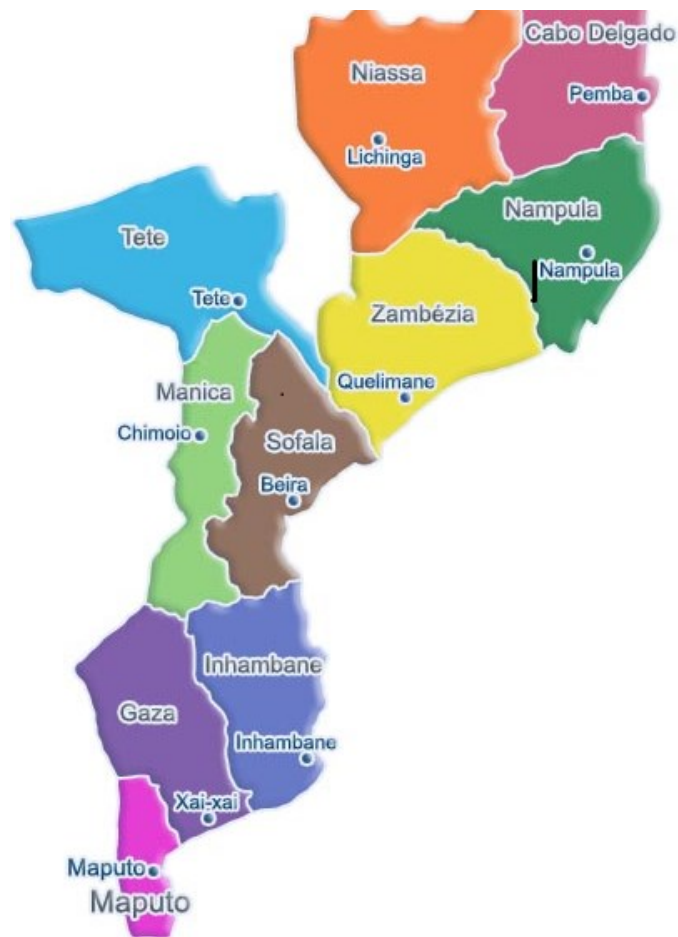 Cabo Delgado
Niassa
Pemba
Lichinga
Nampula
Tete
Nampula
Tete
Zambézia
Quelimane
Manica
Chimoio
Sofala
Beira
Inhambane
Gaza
Inhambane
Xai-xai
Maputo
Maputo